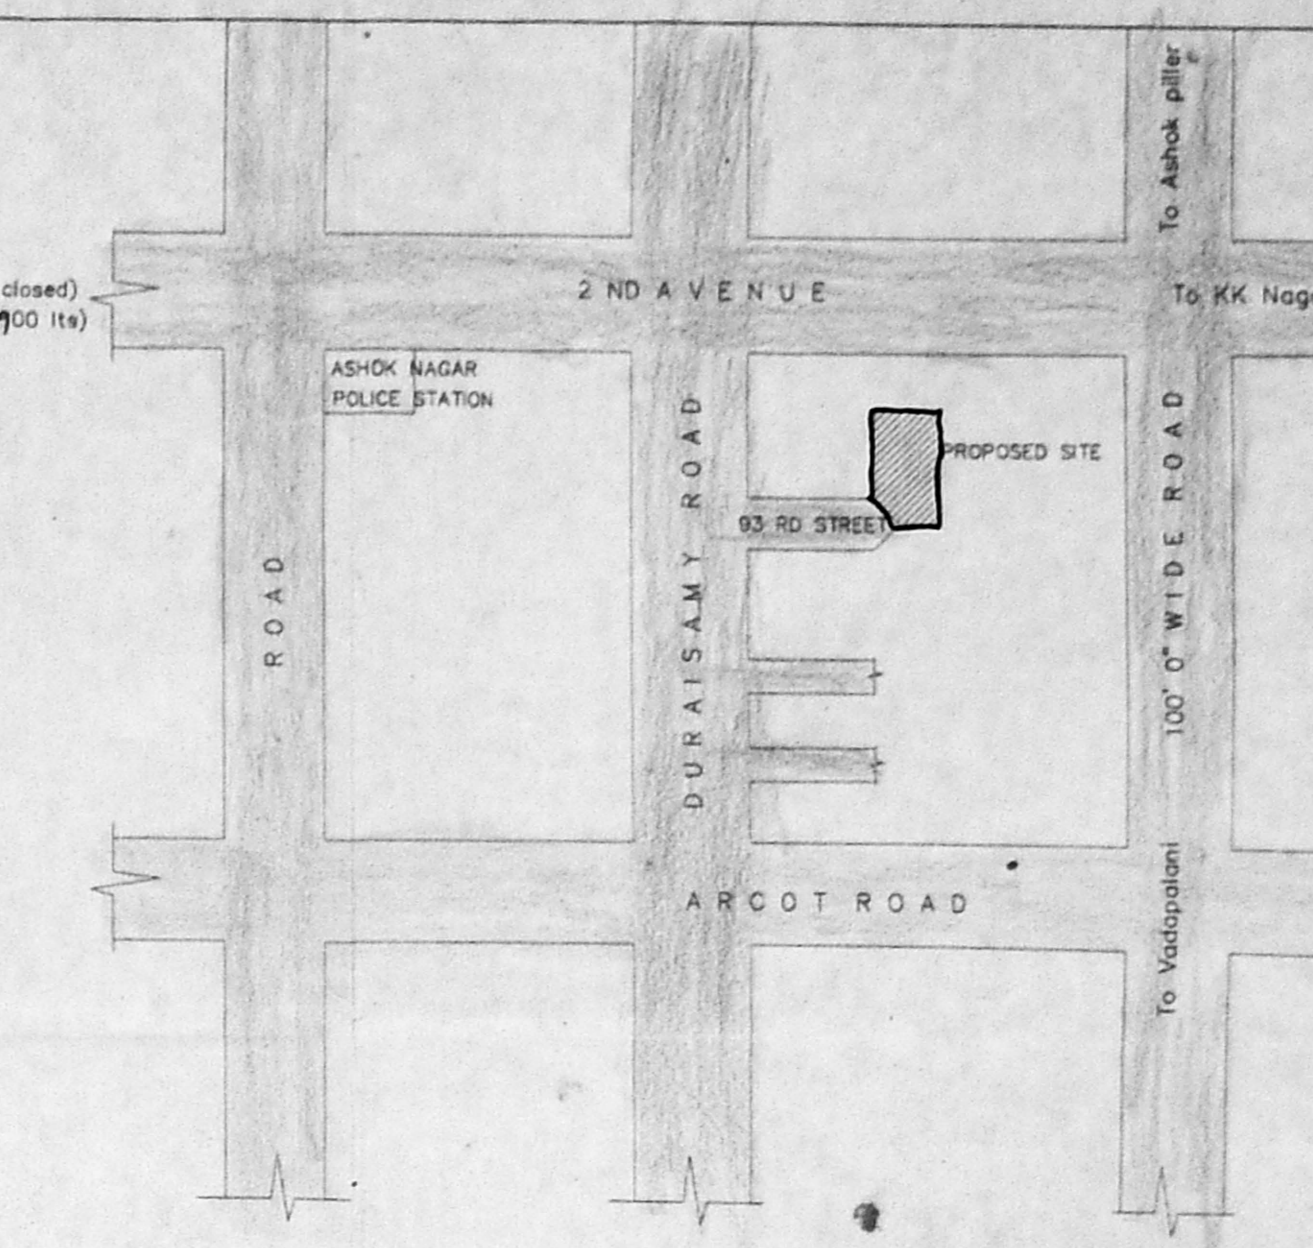 To Ashok piller
closed)
2 ND AVENUE
To KK Nag
900 lts)
ASHOK NAGAR
POLICE STATION
PROPOSED SITE
93 RD STREET
ROAD
DURAISAMY ROAD
100' 0" WIDE ROAD
ARCOT ROAD
To Vadapalani